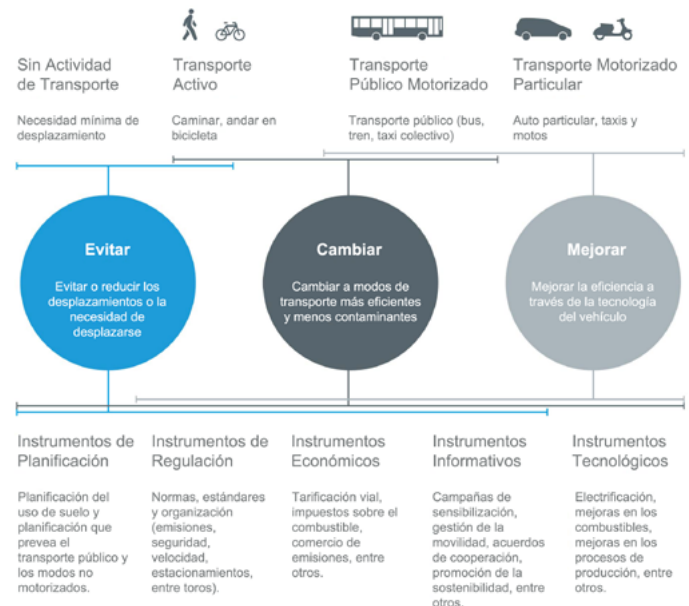 Sin Actividad
de Transporte
Necesidad mínima de
desplazamiento
Transporte
Activo
Caminar, andar en
bicicleta
Transporte
Público Motorizado
Transporte público (bus,
tren, taxi colectivo)
Transporte Motorizado
Particular
Auto particular, taxis y
motos
Evitar
Evitar o reducir los
desplazamientos o la
necesidad de
desplazarse
Cambiar
Cambiar a modos de
transporte más eficientes
y menos contaminantes
Mejorar
Mejorar la eficiencia a
través de la tecnología
del vehículo
Instrumentos de
Planificación
Planificación del
uso de suelo y
planificación que
prevea el
transporte público y
los modos no
motorizados.
Instrumentos de
Regulación
Normas, estándares
y organización
(emisiones,
seguridad,
velocidad,
estacionamientos,
entre toros).
Instrumentos
Económicos
Tarificación vial,
impuestos sobre el
combustible,
comercio de
emisiones, entre
otros.
Instrumentos
Informativos
Campañas de
sensibilización,
gestión de la
movilidad, acuerdos
de cooperación,
promoción de la
sostenibilidad, entre
otros.
Instrumentos
Tecnológicos
Electrificación,
mejoras en los
combustibles,
mejoras en los
procesos de
producción, entre
otros.